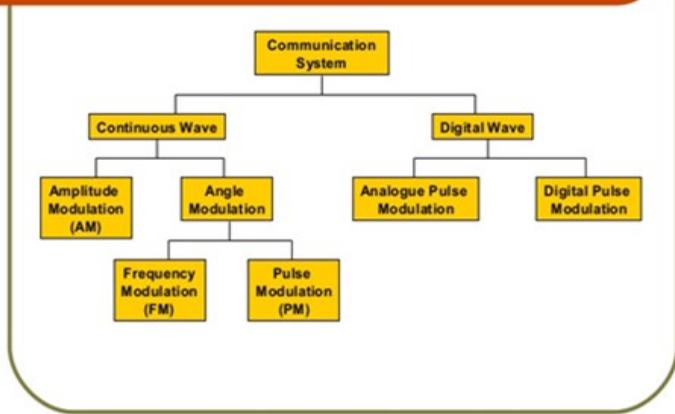 Communication
System
Continuous Wave
Digital Wave
Amplitude
Modulation
(AM)
Angle
Modulation
Analogue Pulse
Modulation
Digital Pulse
Modulation
Frequency
Modulation
(FM)
Pulse
Modulation
(PM)